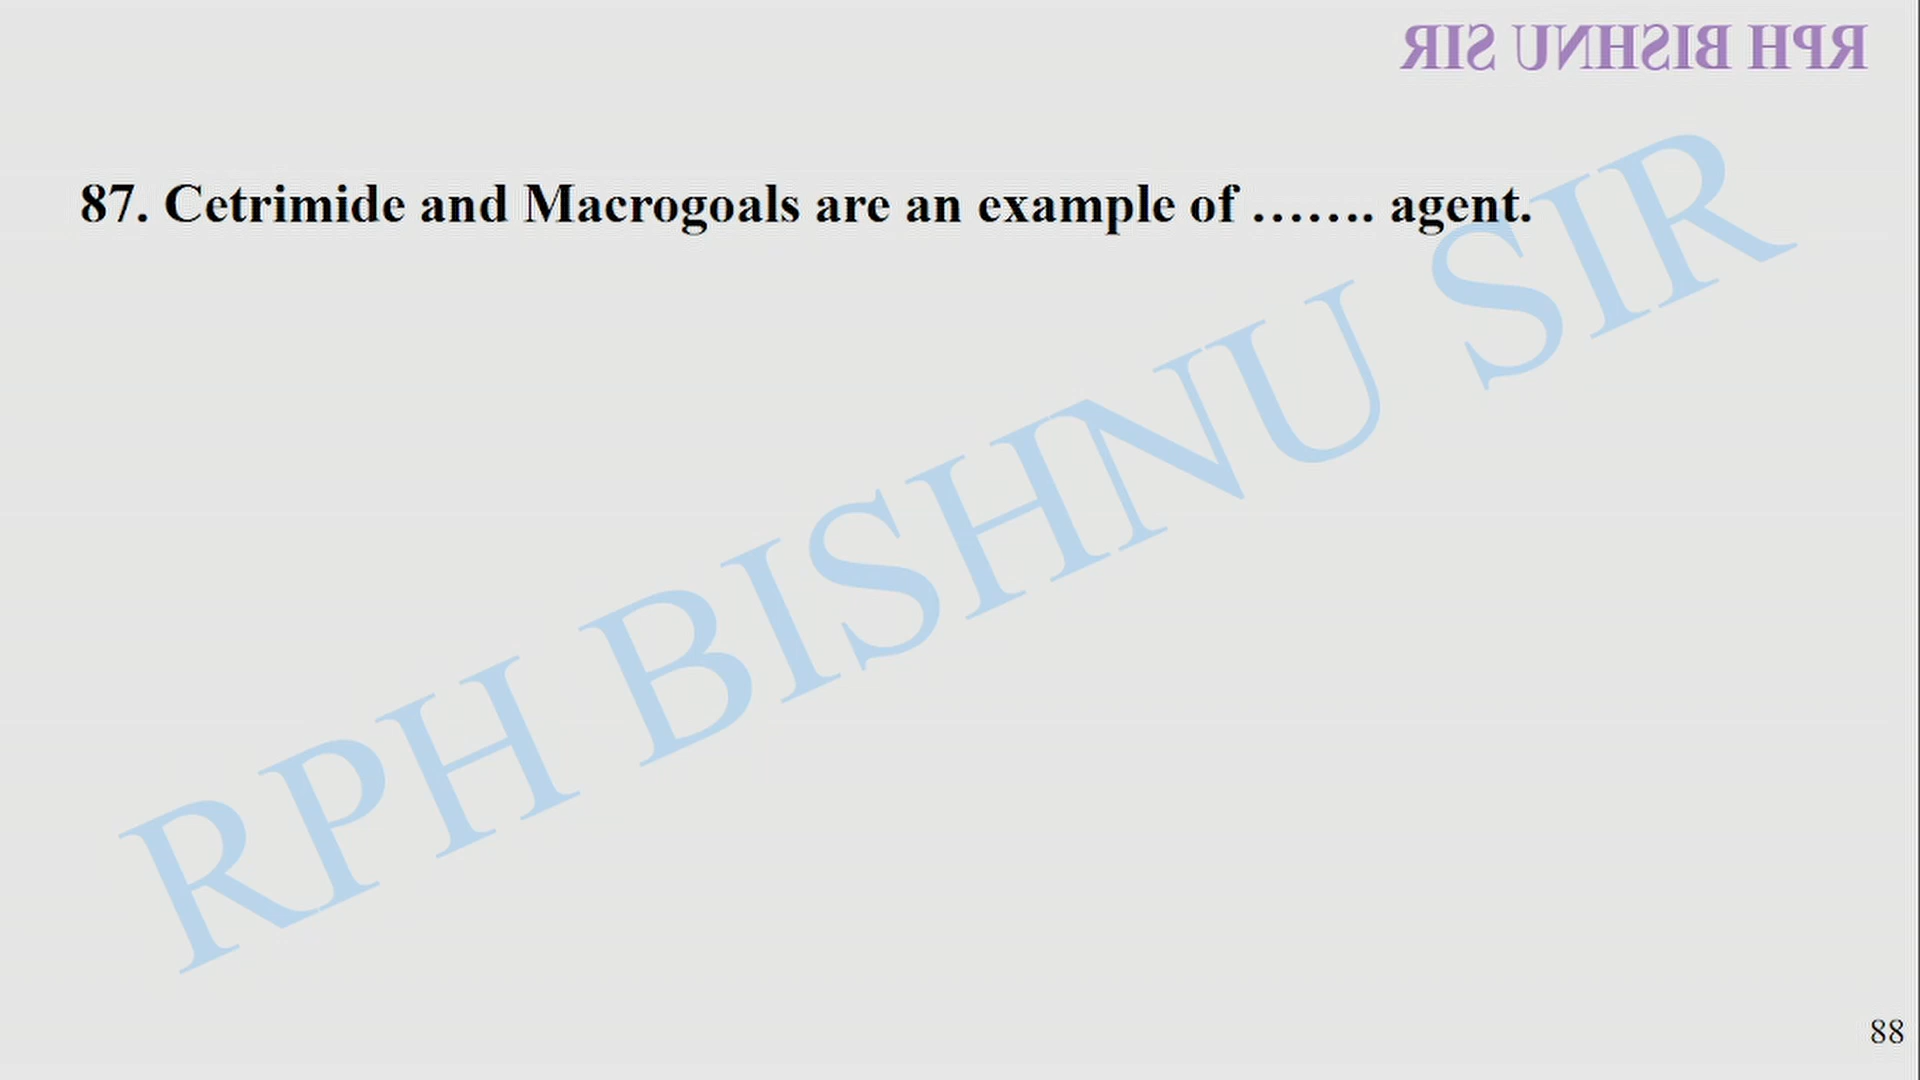 RPH BISHNU SIR
87. Cetrimide and Macrogoals are an example of ……. agent.
RPH BISHNU SIR
88